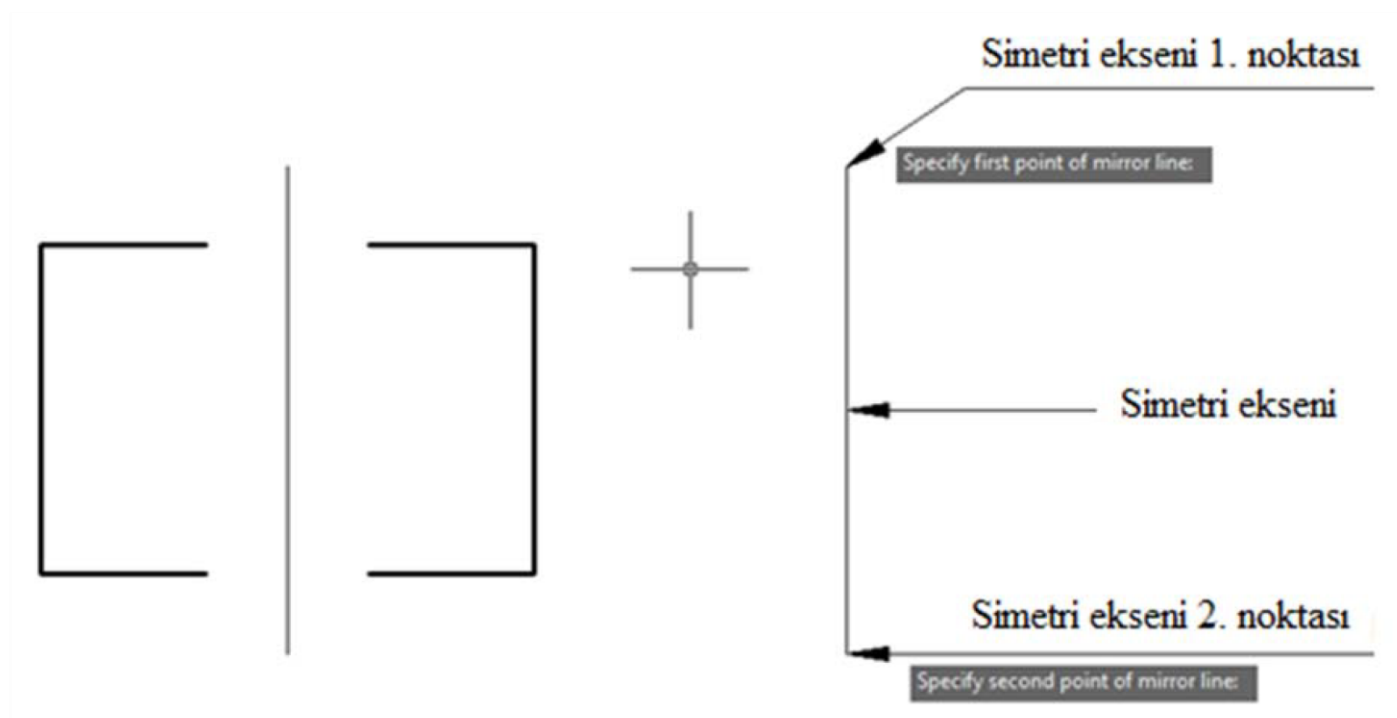 Simetri ekseni 1. noktası
Specify first point of mirror line:
Simetri ekseni
Simetri ekseni 2. noktası
Specify second point of mirror line: